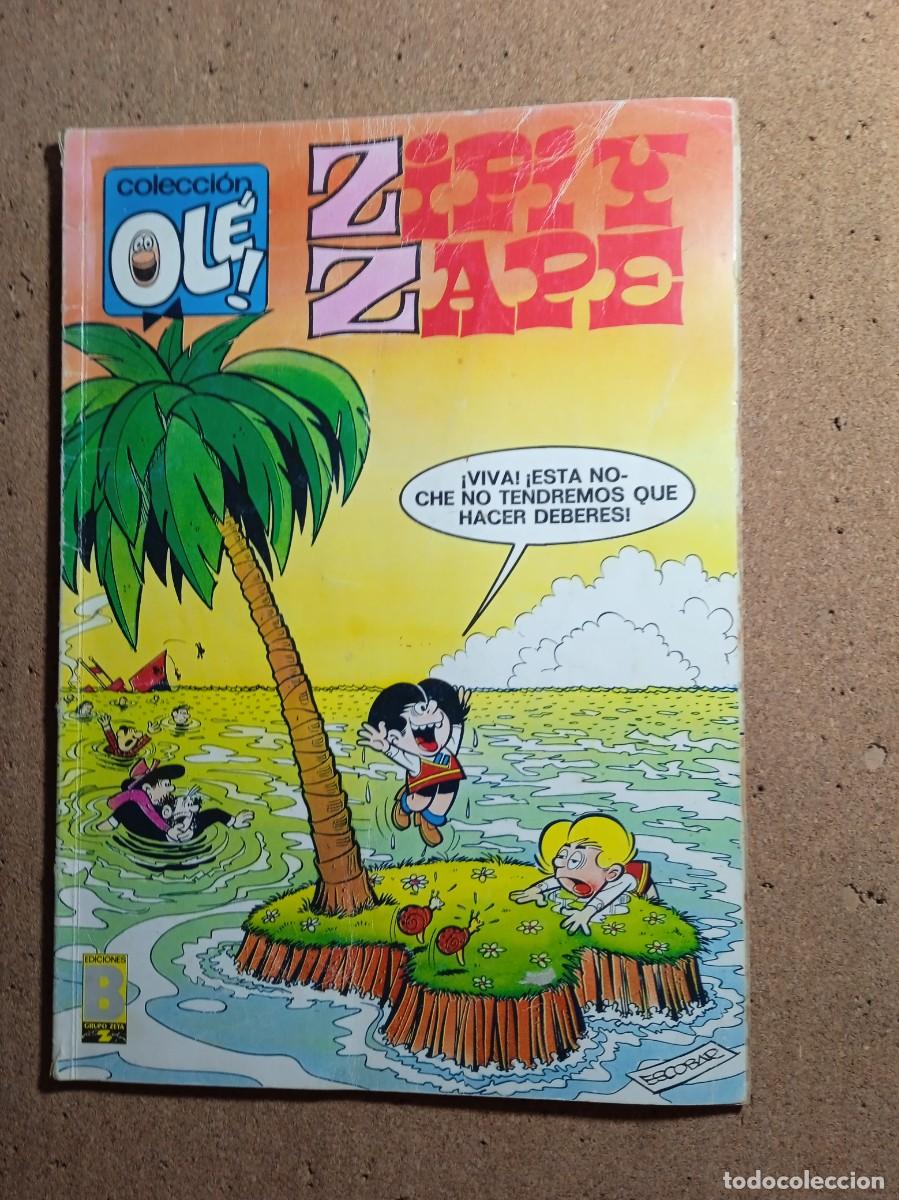 colección
OLÉ!
ZIPI Y
ZAPE
¡VIVA! ¡ESTA NO-
CHE NO TENDREMOS QUE
HACER DEBERES!
EDICIONES
B
GRUPO ZETA
Z
ESCOBAR
todocoleccion